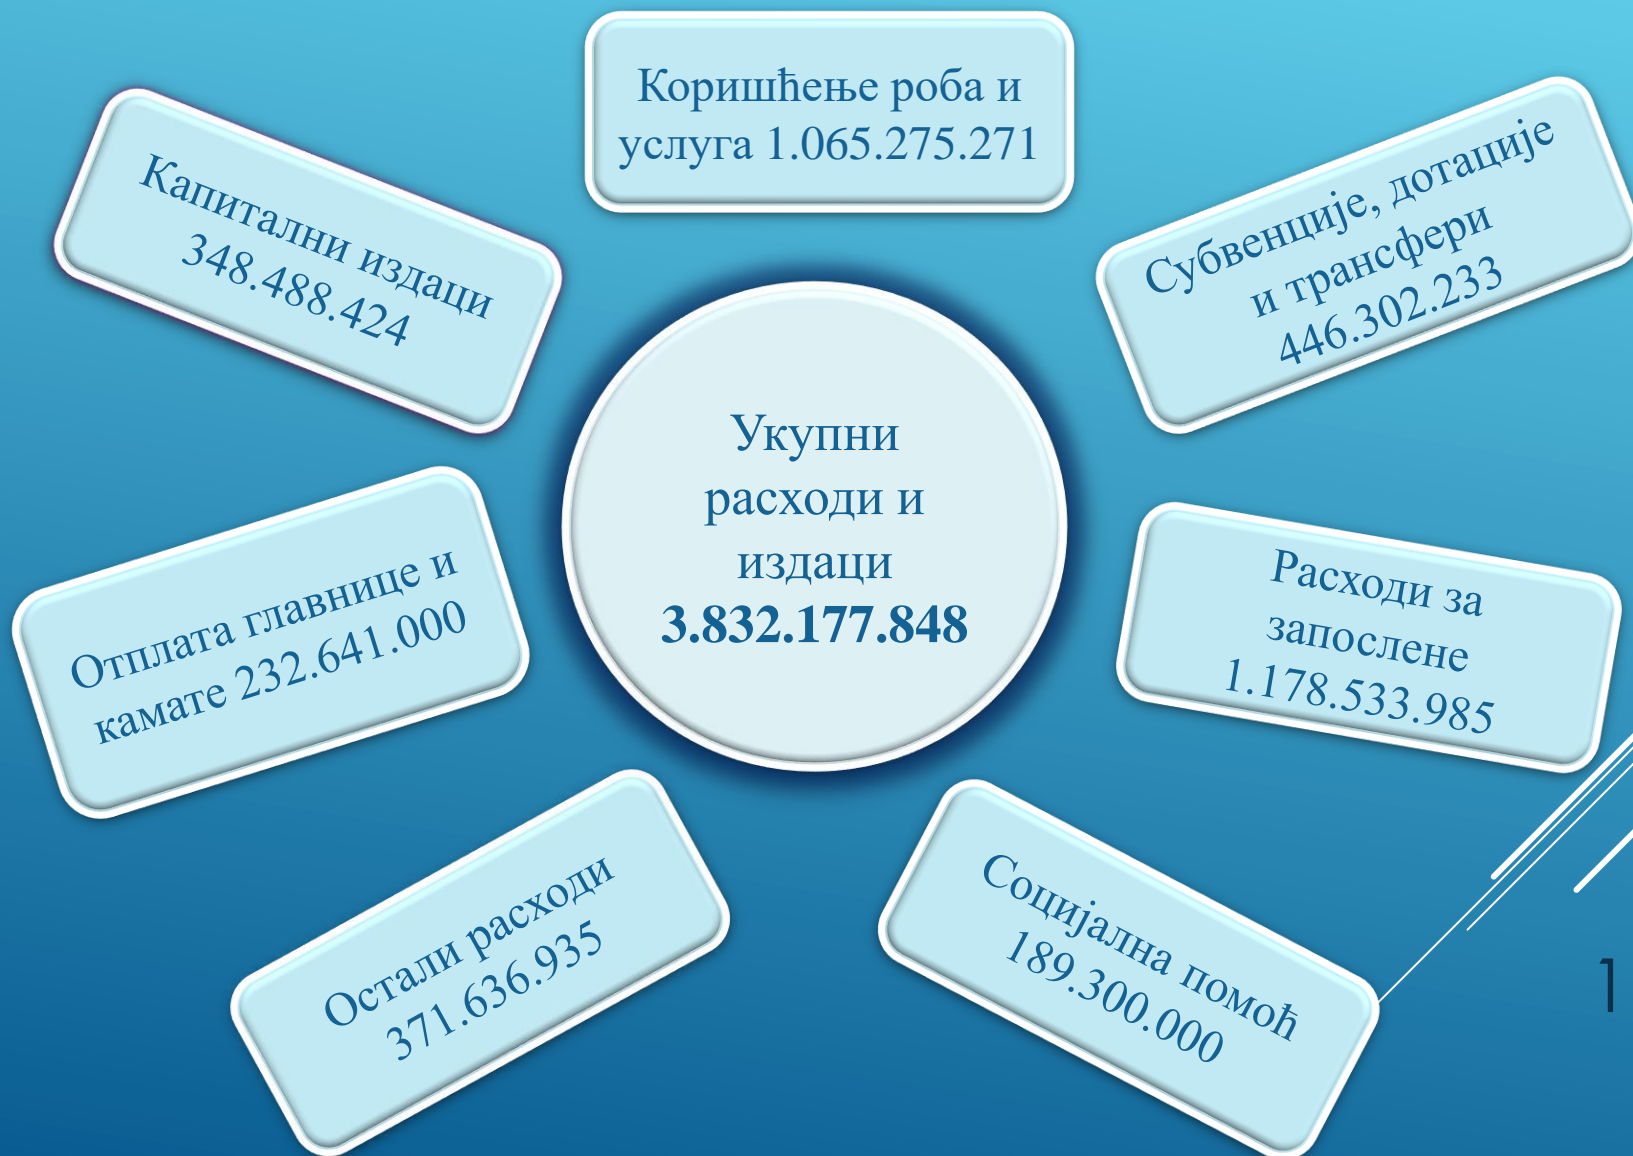 Коришћење роба и
услуга 1.065.275.271
Капитални издаци
348.488.424
Субвенције, дотације
и трансфери
446.302.233
Укупни
расходи и
издаци
3.832.177.848
Отплата главнице и
камате 232.641.000
Расходи за
запослене
1.178.533.985
Остали расходи
371.636.935
Социјална помоћ
189.300.000
1